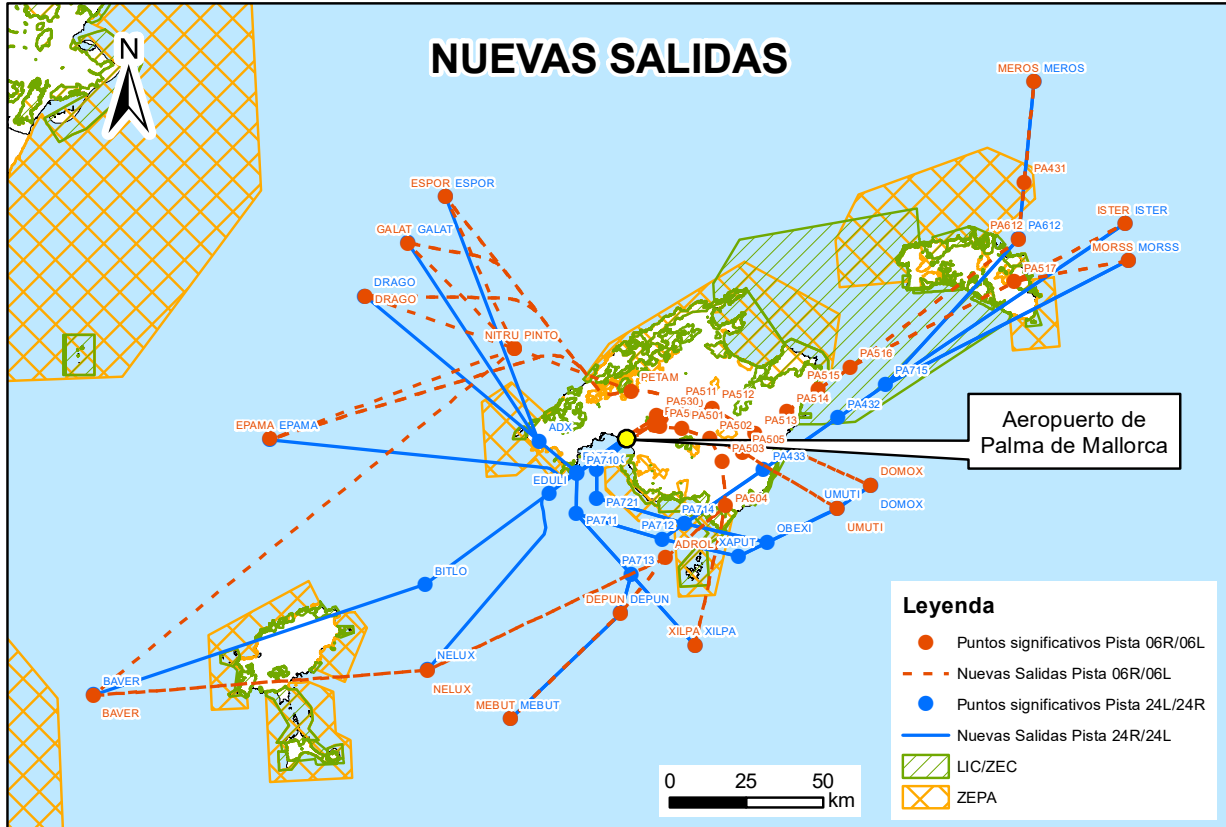 NUEVAS SALIDAS
N
MEROS MEROS
PA431
ESPOR ESPOR
ISTER ISTER
GALAT GALAT
PA612 PA612
MORSS MORSS
PA517
DRAGO
DRAGO
NITRU PINTO
PA516
PA715
PETAM
PA515
PA511
PA512
PA514
PA530
PA432
PA501
PA513
EPAMA EPAMA
ADX
PA502
PA505
PA503
Aeropuerto de
Palma de Mallorca
PA710
PA433
DOMOX
EDULI
UMUTI
DOMOX
PA721
PA504
PA714
UMUTI
PA711
PA712
OBEXI
ADROL
XAPUT
PA713
BITLO
DEPUN DEPUN
XILPA XILPA
BAVER
BAVER
NELUX
NELUX
MEBUT MEBUT
0 25 50
km
Leyenda
Puntos significativos Pista 06R/06L
Nuevas Salidas Pista 06R/06L
Puntos significativos Pista 24L/24R
Nuevas Salidas Pista 24R/24L
LIC/ZEC
ZEPA